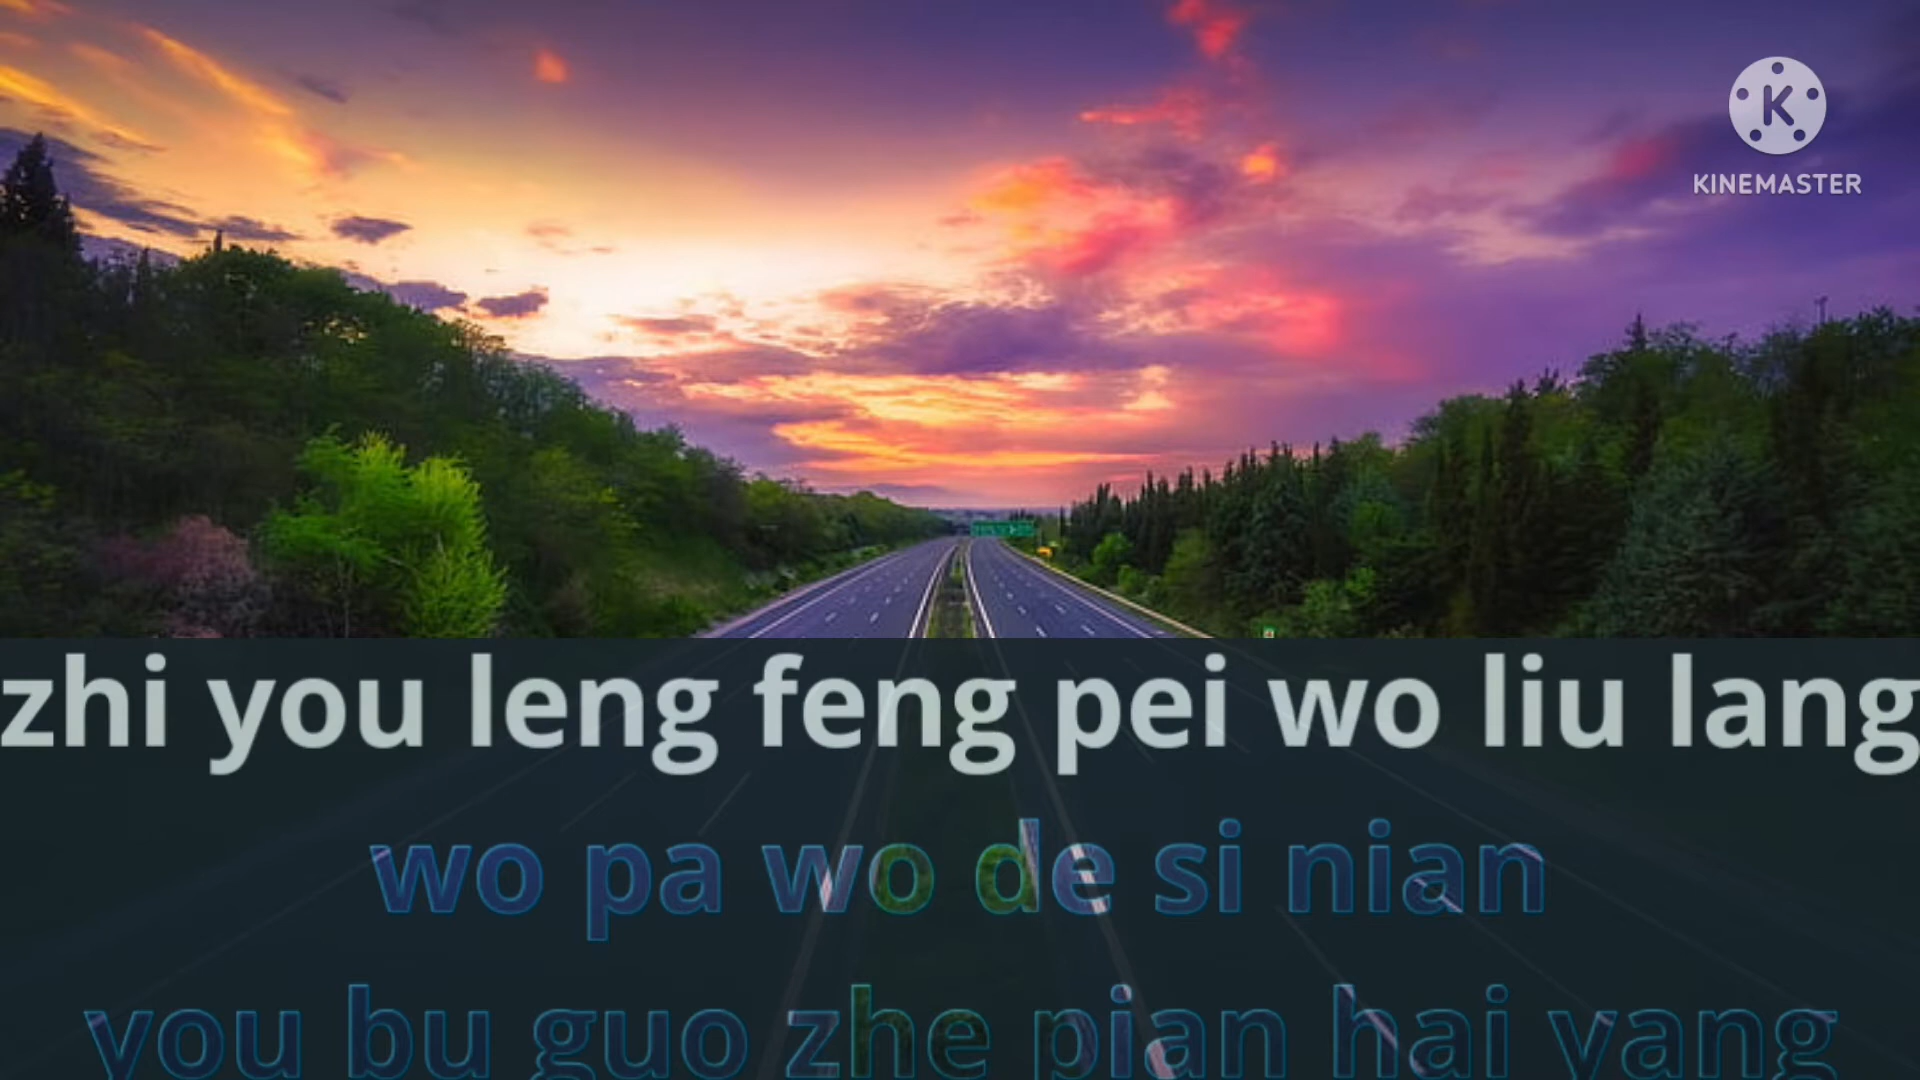 KINEMASTER
zhi you leng feng pei wo liu lang
wo pa wo de si nian
you bu guo zhe pian hai yang